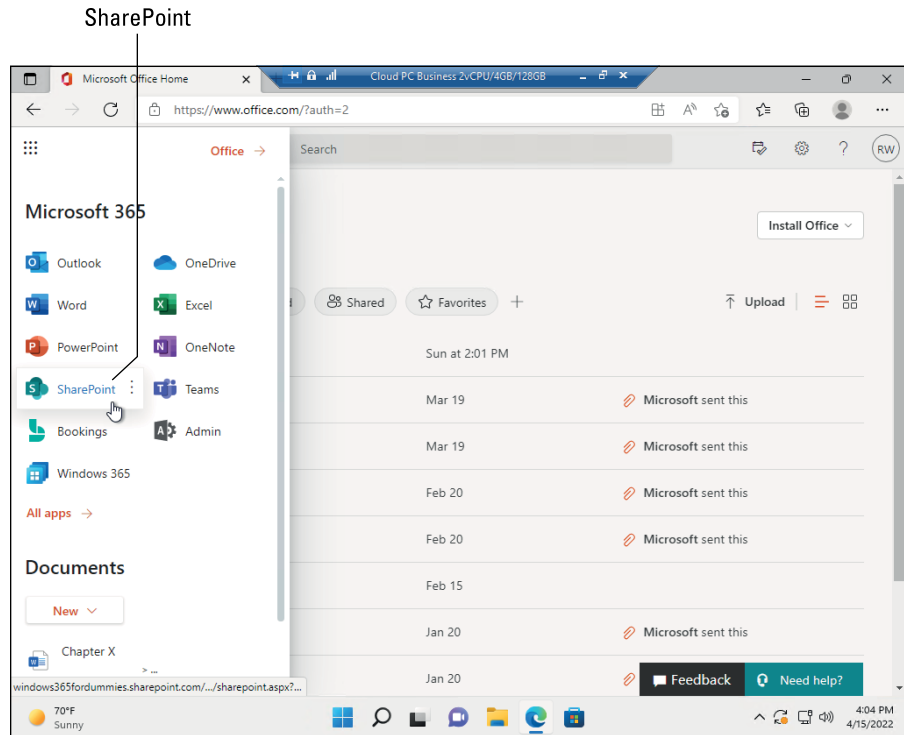 SharePoint
Microsoft Office Home
Cloud PC Business 2vCPU/4GB/128GB
https://www.office.com/?auth=2
Office →
Search
RW
Microsoft 365
Install Office
Outlook
OneDrive
Word
Excel
Shared
Favorites
Upload
PowerPoint
OneNote
Sun at 2:01 PM
SharePoint
Teams
Mar 19
Microsoft sent this
Bookings
Admin
Mar 19
Microsoft sent this
Windows 365
Feb 20
Microsoft sent this
All apps →
Feb 20
Microsoft sent this
Documents
Feb 15
New
Jan 20
Microsoft sent this
Chapter X
> ...
Jan 20
Feedback
Need help?
windows365fordummies.sharepoint.com/.../sharepoint.aspx?...
70°F
Sunny
4:04 PM
4/15/2022